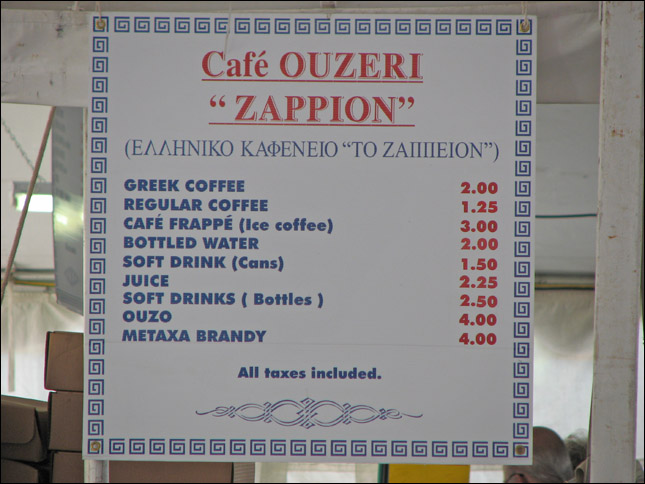 Café OUZERI
“ ZAPPION”
(ΕΛΛΗΝΙΚΟ ΚΑΦΕΝΕΙΟ “ΤΟ ΖΑΠΠΕΙΟΝ”)
GREEK COFFEE 2.00
REGULAR COFFEE 1.25
CAFÉ FRAPPÉ (Ice coffee) 3.00
BOTTLED WATER 2.00
SOFT DRINK (Cans) 1.50
JUICE 2.25
SOFT DRINKS ( Bottles ) 2.50
OUZO 4.00
METAXA BRANDY 4.00
All taxes included.